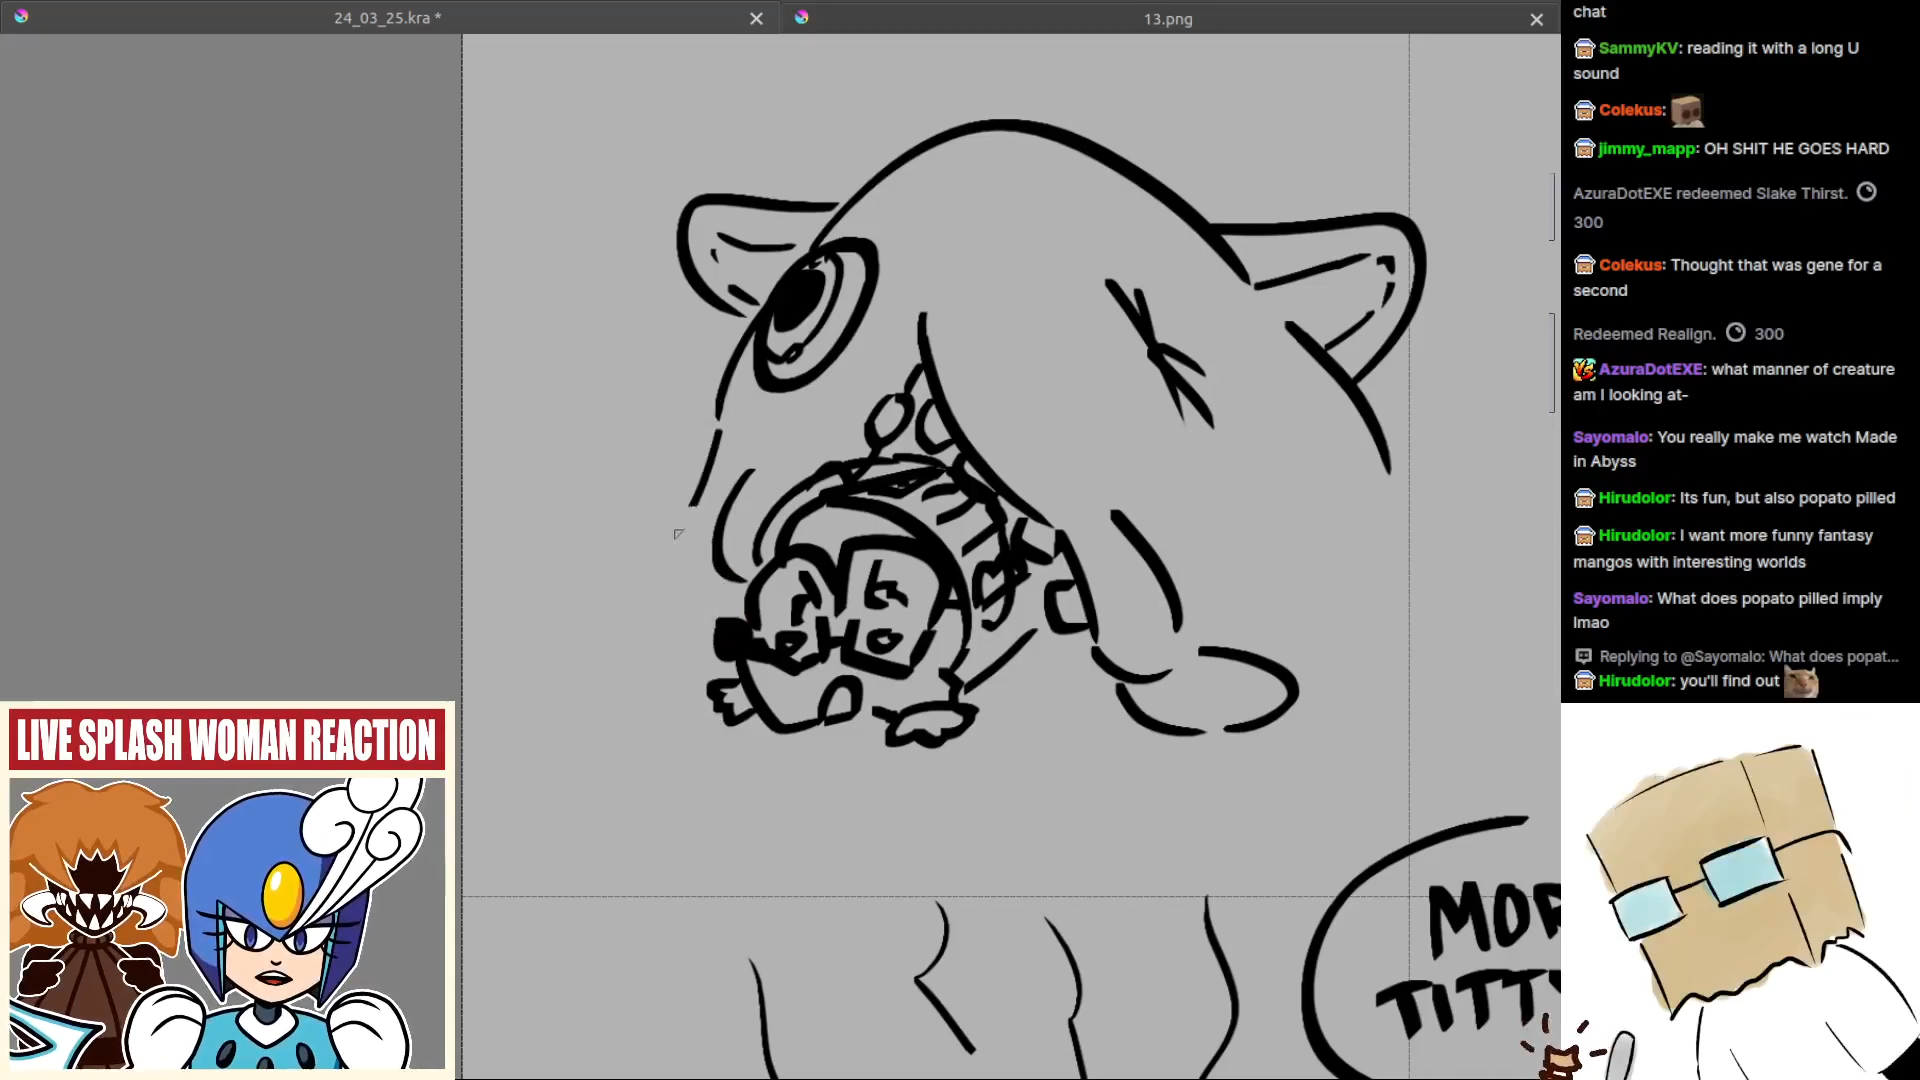 24_03_25.kra *
13.png
chat
SammyKV: reading it with a long U
sound
Colekus:
jimmy_mapp: OH SHIT HE GOES HARD
AzuraDotEXE redeemed Slake Thirst.
300
Colekus: Thought that was gene for a
second
Redeemed Realign. 300
AzuraDotEXE: what manner of creature
am I looking at-
Sayomalo: You really make me watch Made
in Abyss
Hirudolor: Its fun, but also popato pilled
Hirudolor: I want more funny fantasy
mangos with interesting worlds
Sayomalo: What does popato pilled imply
lmao
Replying to @Sayomalo: What does popat...
Hirudolor: you'll find out
LIVE SPLASH WOMAN REACTION
TITTY